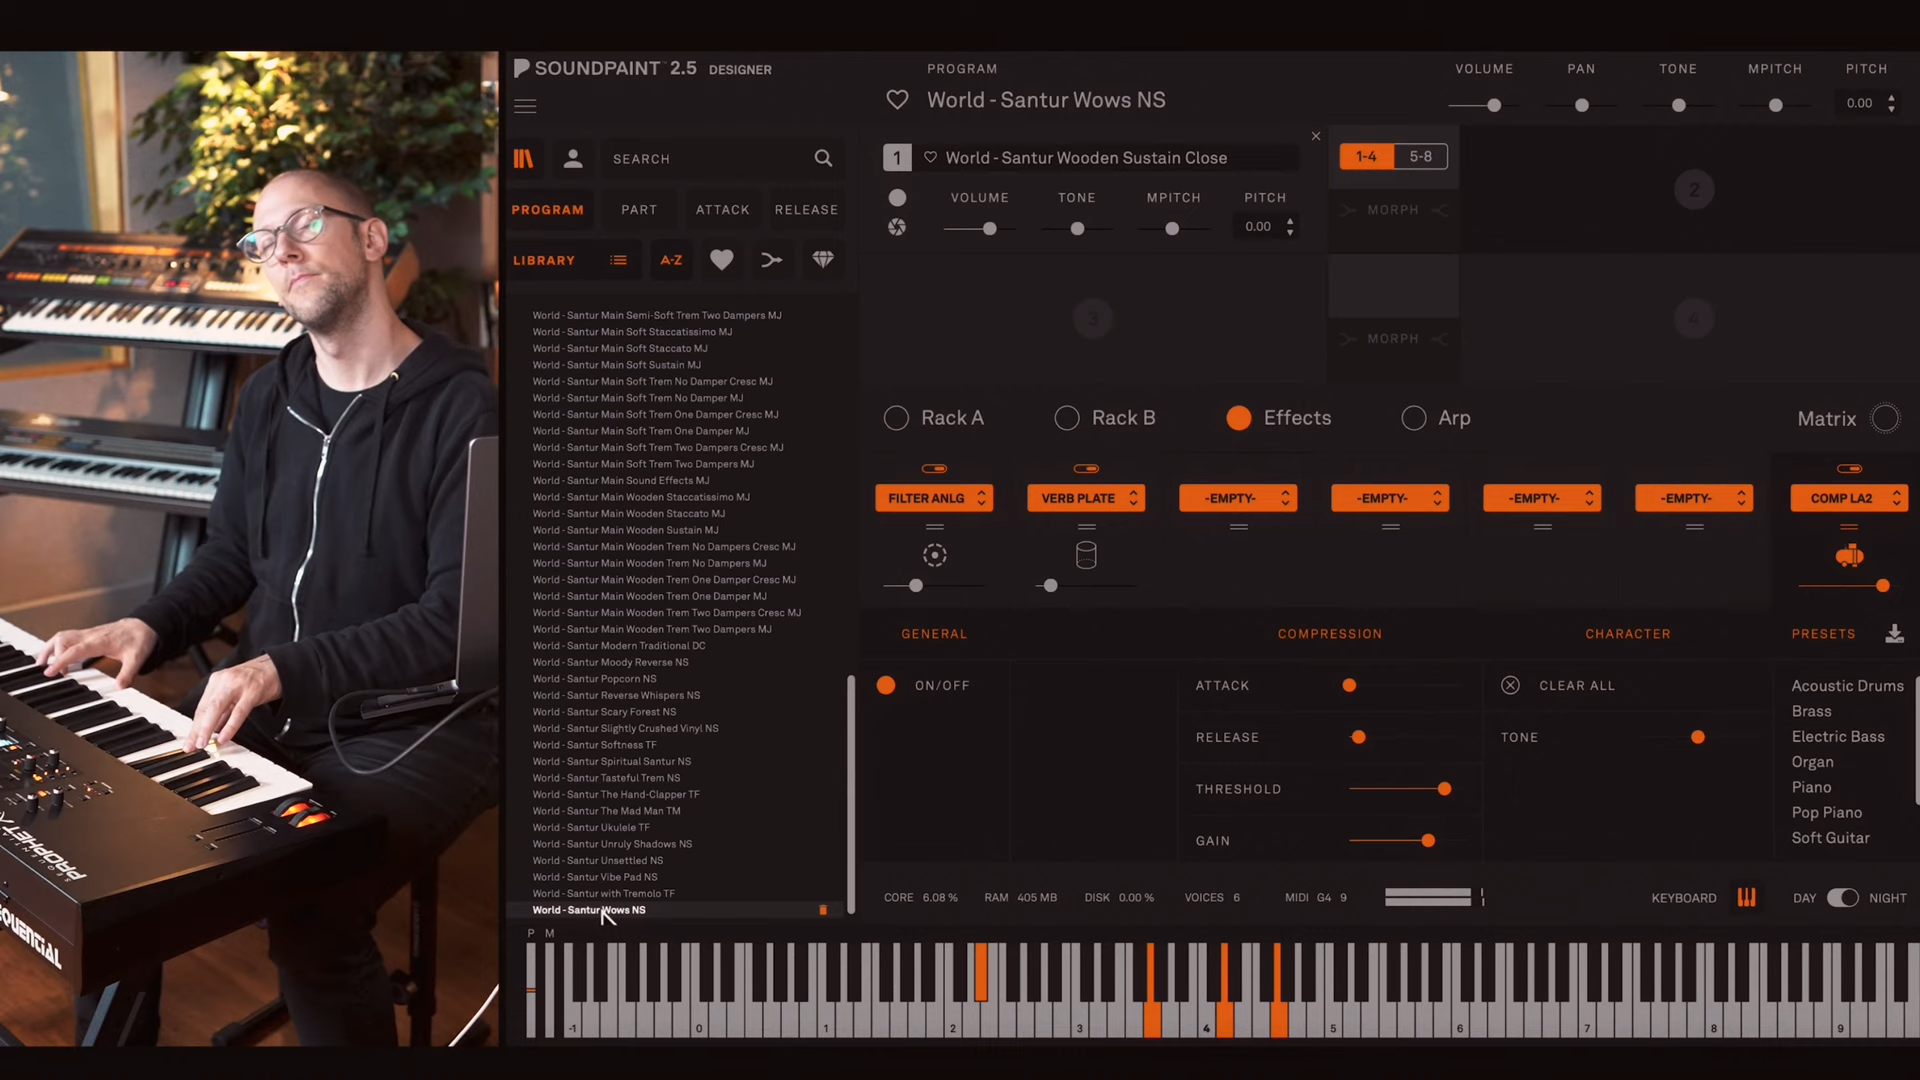 SOUNDPAINT™ 2.5 DESIGNER
SEARCH
PROGRAM PART ATTACK RELEASE
LIBRARY A-Z
World - Santur Main Semi-Soft Trem Two Dampers MJ
World - Santur Main Soft Staccatissimo MJ
World - Santur Main Soft Staccato MJ
World - Santur Main Soft Sustain MJ
World - Santur Main Soft Trem No Damper Cresc MJ
World - Santur Main Soft Trem No Damper MJ
World - Santur Main Soft Trem One Damper Cresc MJ
World - Santur Main Soft Trem One Damper MJ
World - Santur Main Soft Trem Two Dampers Cresc MJ
World - Santur Main Soft Trem Two Dampers MJ
World - Santur Main Sound Effects MJ
World - Santur Main Wooden Staccatissimo MJ
World - Santur Main Wooden Staccato MJ
World - Santur Main Wooden Sustain MJ
World - Santur Main Wooden Trem No Dampers Cresc MJ
World - Santur Main Wooden Trem No Dampers MJ
World - Santur Main Wooden Trem One Damper Cresc MJ
World - Santur Main Wooden Trem One Damper MJ
World - Santur Main Wooden Trem Two Dampers Cresc MJ
World - Santur Main Wooden Trem Two Dampers MJ
World - Santur Modern Traditional DC
World - Santur Moody Reverse NS
World - Santur Popcorn NS
World - Santur Reverse Whispers NS
World - Santur Scary Forest NS
World - Santur Slightly Crushed Vinyl NS
World - Santur Softness TF
World - Santur Spiritual Santur NS
World - Santur Tasteful Trem NS
World - Santur The Hand-Clapper TF
World - Santur The Mad Man TM
World - Santur Ukulele TF
World - Santur Unruly Shadows NS
World - Santur Unsettled NS
World - Santur Vibe Pad NS
World - Santur with Tremolo TF
World - Santur Wows NS
PROGRAM
World - Santur Wows NS
VOLUME PAN TONE MPITCH PITCH
0.00
1 World - Santur Wooden Sustain Close
VOLUME TONE MPITCH PITCH
0.00
1-4 5-8
MORPH
2
3
MORPH
4
Rack A Rack B Effects Arp Matrix
FILTER ANLG VERB PLATE -EMPTY- -EMPTY- -EMPTY- -EMPTY- COMP LA2
GENERAL COMPRESSION CHARACTER PRESETS
ON/OFF
ATTACK
RELEASE
THRESHOLD
GAIN
CLEAR ALL
TONE
Acoustic Drums
Brass
Electric Bass
Organ
Piano
Pop Piano
Soft Guitar
CORE 6.08 % RAM 405 MB DISK 0.00 % VOICES 6 MIDI G4 9 KEYBOARD DAY NIGHT
P M
-1 0 1 2 3 4 5 6 7 8 9
SEQUENTIAL
PROPHET X
SEQUENTIAL